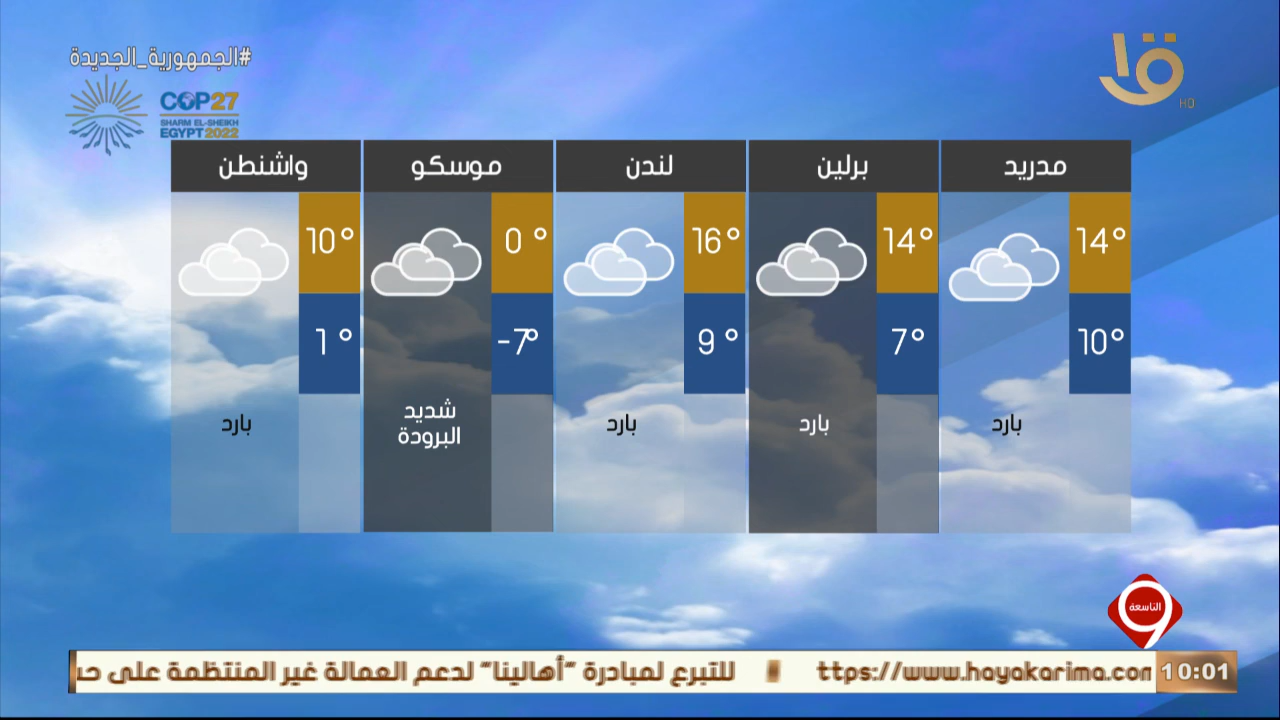 #الجمهورية_الجديدة
COP27
SHARM EL-SHEIKH
EGYPT 2022
HD
مدريد
14°
10°
بارد
برلين
14°
7°
بارد
لندن
16°
9°
بارد
موسكو
0°
-7°
شديد
البرودة
واشنطن
10°
1°
بارد
التاسعة
9
10:01
ttps://www.hayakarima.com
للتبرع لمبادرة "أهالينا" لدعم العمالة غير المنتظمة على